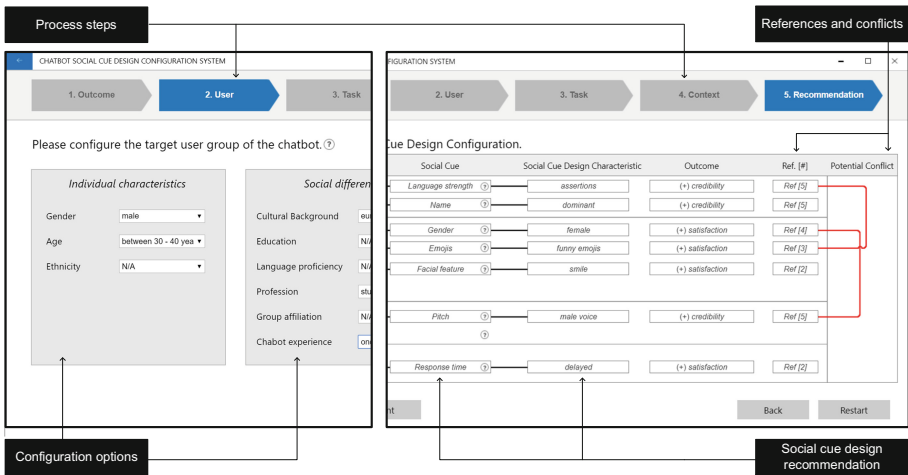 Process steps
References and conflicts
CHATBOT SOCIAL CUE DESIGN CONFIGURATION SYSTEM
1. Outcome
2. User
3. Task
Please configure the target user group of the chatbot. ?
Individual characteristics
Gender male
Age between 30 - 40 yea
Ethnicity N/A
Social differen
Cultural Background eu
Education N/
Language proficiency N/
Profession stu
Group affiliation N/
Chabot experience on
FIGURATION SYSTEM
2. User
3. Task
4. Context
5. Recommendation
Cue Design Configuration.
Social Cue Social Cue Design Characteristic Outcome Ref. [#] Potential Conflict
Language strength ? assertions (+) credibility Ref [5]
Name ? dominant (+) credibility Ref [5]
Gender ? female (+) satisfaction Ref [4]
Emojis ? funny emojis (+) satisfaction Ref [3]
Facial feature ? smile (+) satisfaction Ref [2]
Pitch ? male voice (+) credibility Ref [5]
?
Response time ? delayed (+) satisfaction Ref [2]
nt
Back
Restart
Configuration options
Social cue design
recommendation